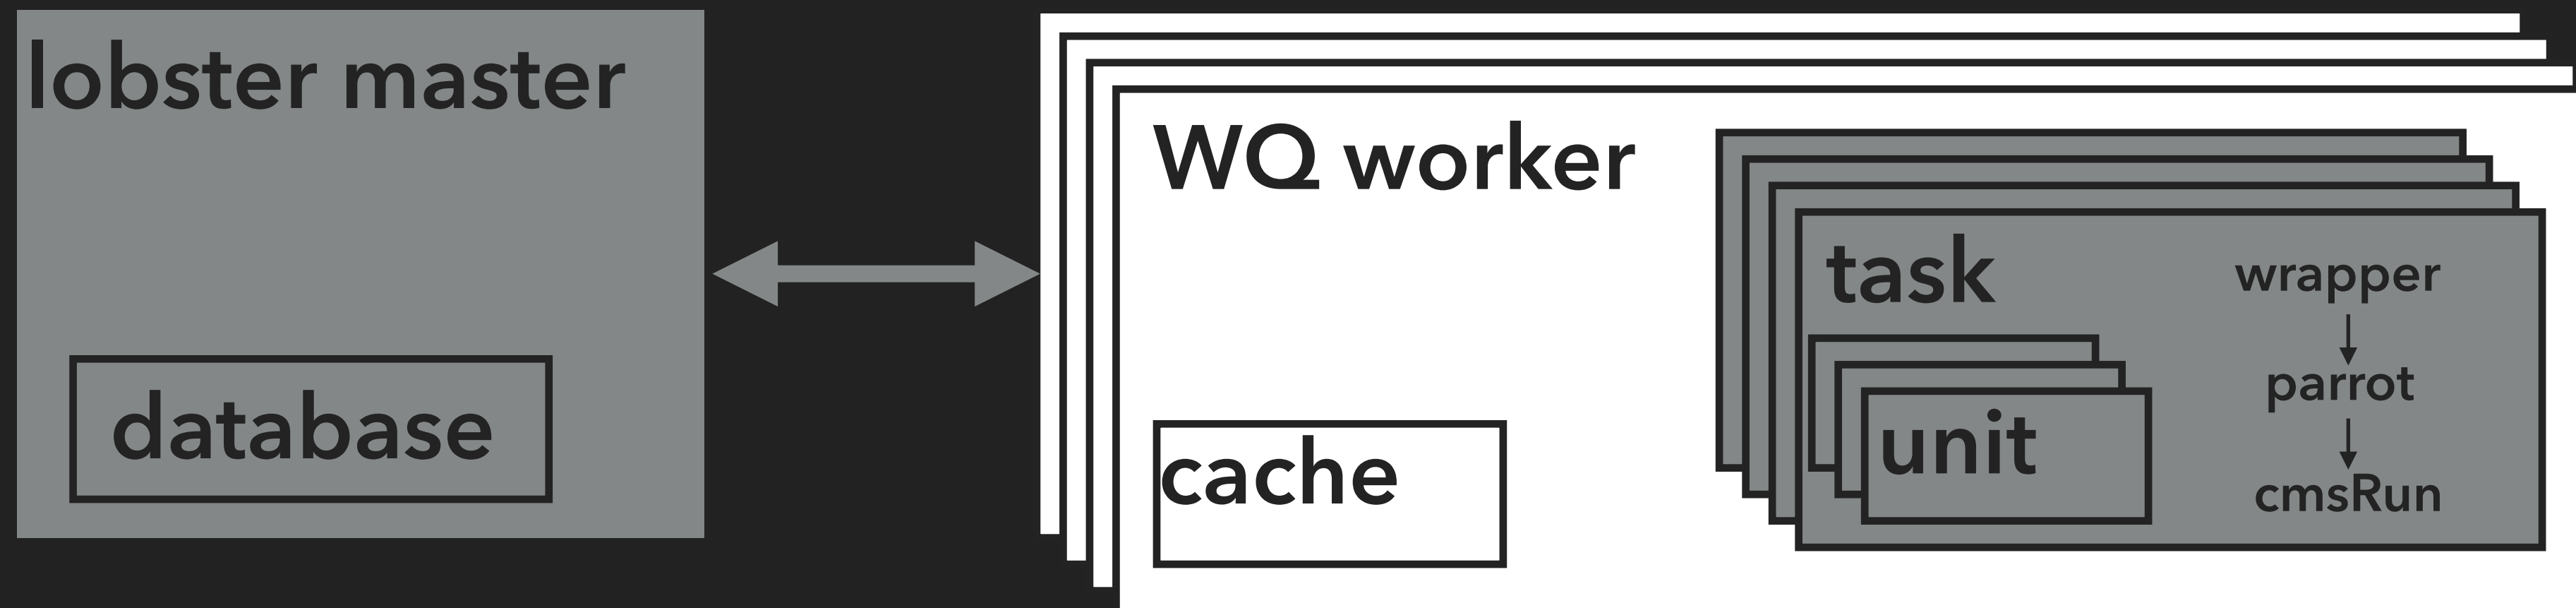 lobster master
database
WQ worker
cache
task
unit
wrapper
parrot
cmsRun